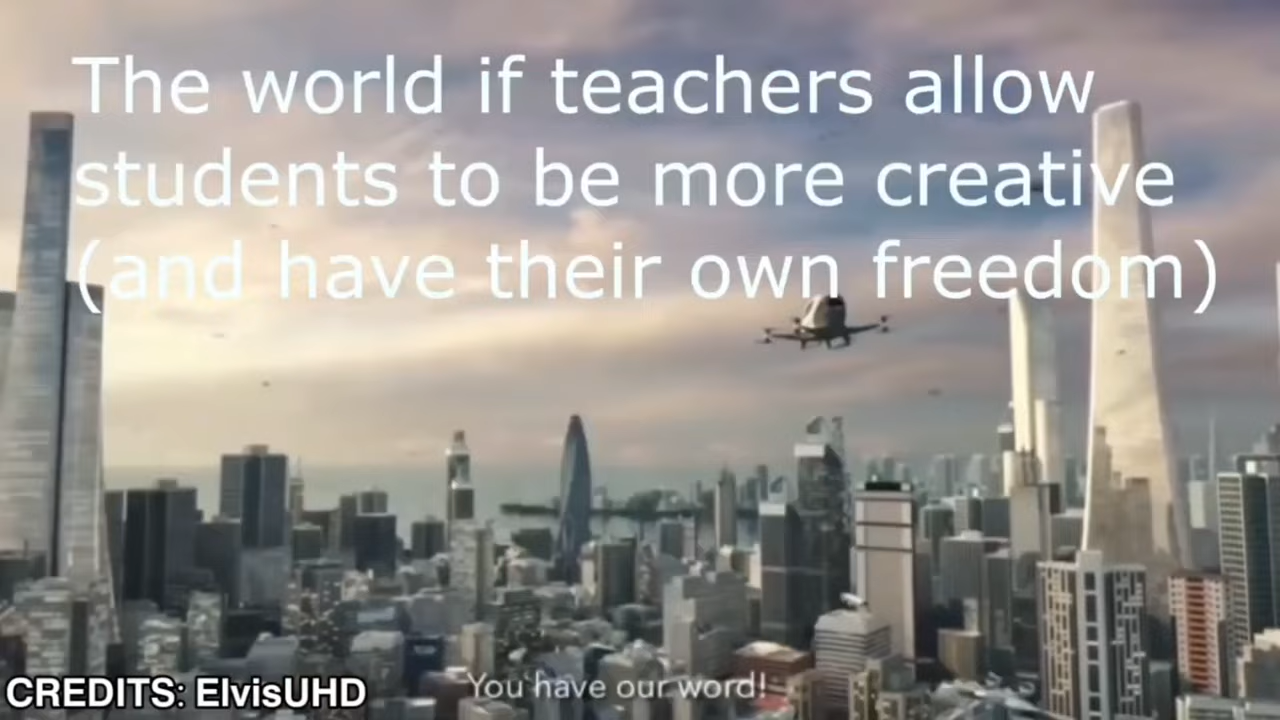 The world if teachers allow
students to be more creative
(and have their own freedom)
You have our word!
CREDITS: ElvisUHD